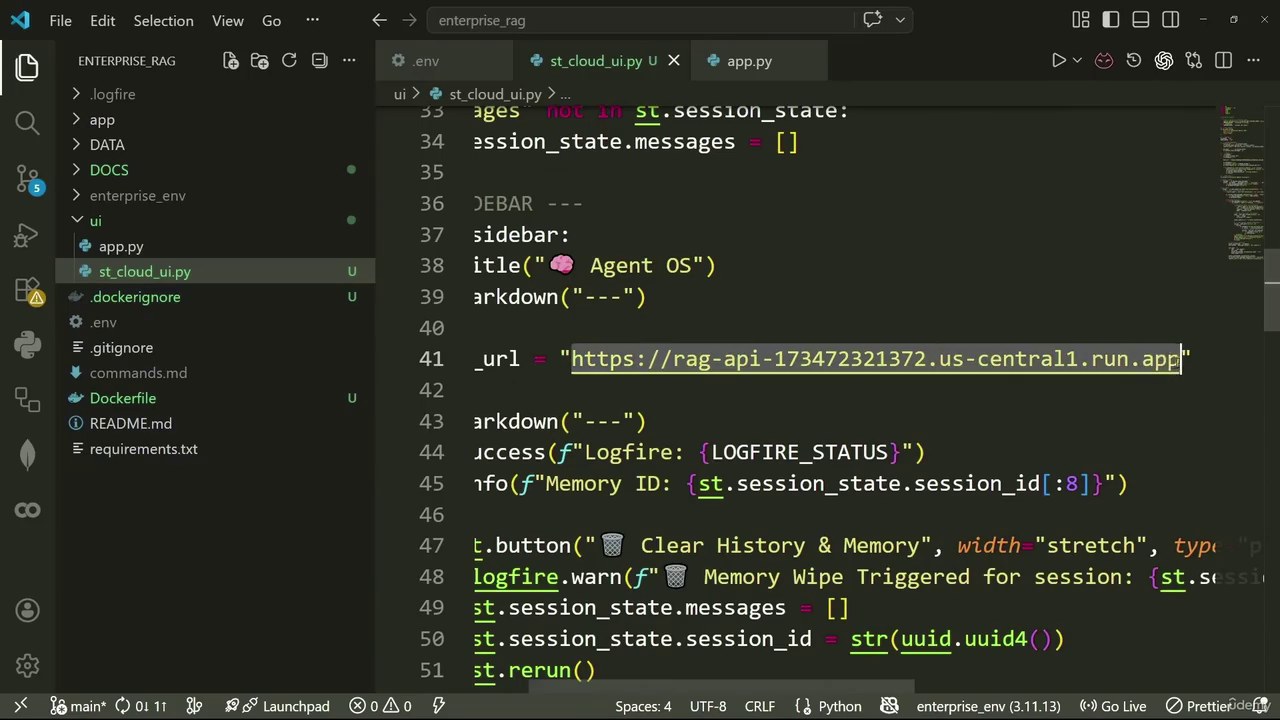 File Edit Selection View Go ··· enterprise_rag
ENTERPRISE_RAG
.logfire
app
DATA
DOCS
enterprise_env
ui
app.py
st_cloud_ui.py U
.dockerignore U
.env
.gitignore
commands.md
Dockerfile U
README.md
requirements.txt
5
.env st_cloud_ui.py U app.py
ui > st_cloud_ui.py > ...
33 ages" not in st.session_state:
34 ession_state.messages = []
35
36 DEBAR ---
37 sidebar:
38 itle("🧠 Agent OS")
39 arkdown("---")
40
41 _url = "https://rag-api-173472321372.us-central1.run.app"
42
43 arkdown("---")
44 uccess(f"Logfire: {LOGFIRE_STATUS}")
45 nfo(f"Memory ID: {st.session_state.session_id[:8]}")
46
47 t.button("🗑️ Clear History & Memory", width="stretch", type="p
48 logfire.warn(f"🗑️ Memory Wipe Triggered for session: {st.sess
49 st.session_state.messages = []
50 st.session_state.session_id = str(uuid.uuid4())
51 st.rerun()
main* 0↓ 1↑ Launchpad 0 0 Spaces: 4 UTF-8 CRLF {} Python enterprise_env (3.11.13) Go Live Prettier
ûdemy